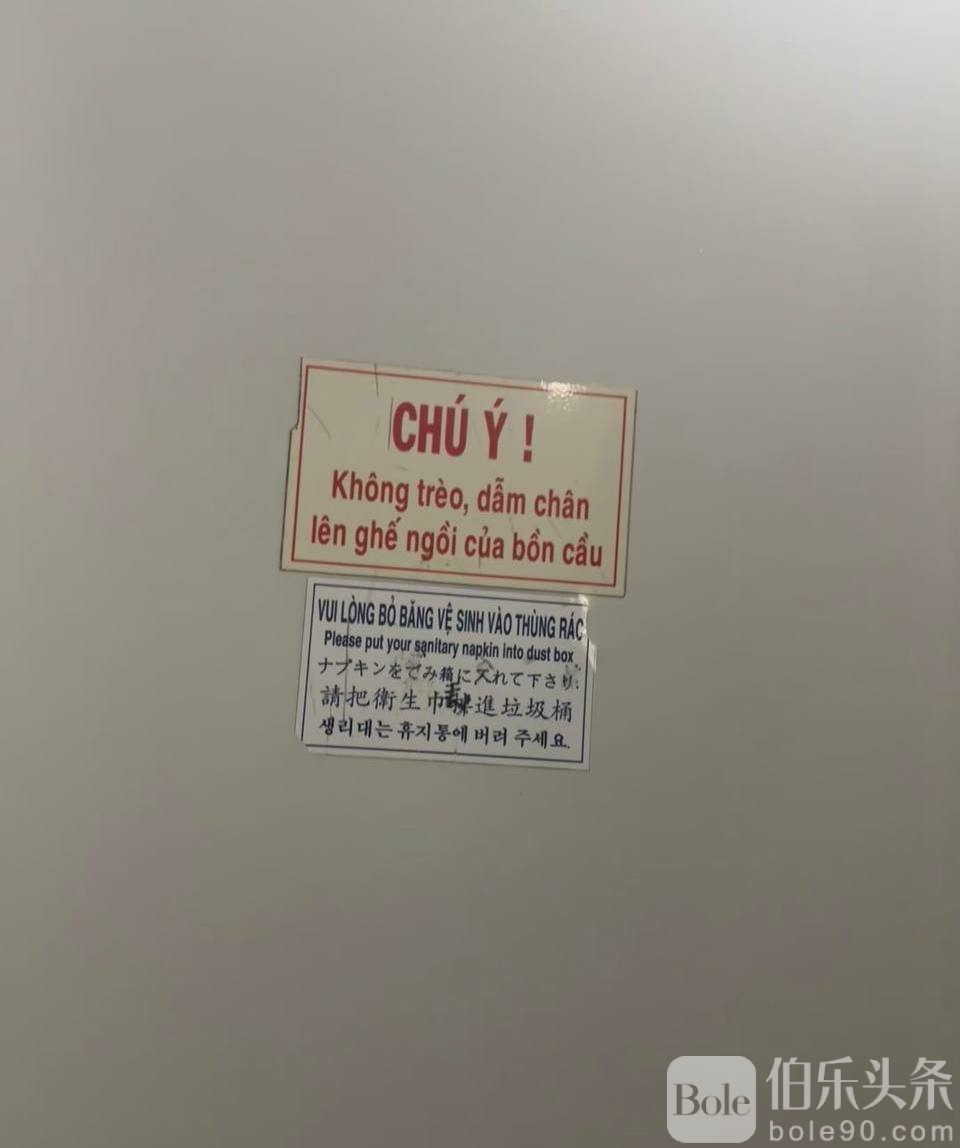 CHÚ Ý !
Không trèo, dẫm chân
lên ghế ngồi của bồn cầu
VUI LÒNG BỎ BĂNG VỆ SINH VÀO THÙNG RÁC
Please put your sanitary napkin into dust box
ナプキンをごみ箱に入れて下さい.
請把衛生巾 進垃圾桶
생리대는 휴지통에 버려 주세요.
Bole 伯乐头条
bole90.com